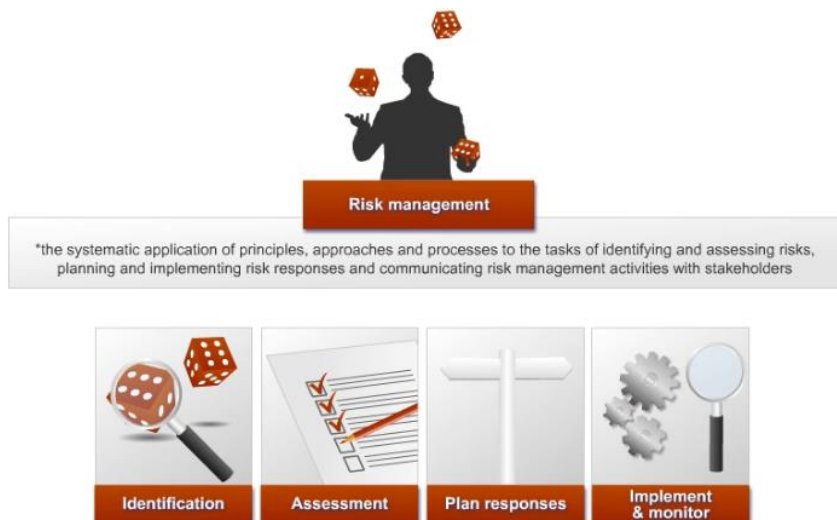 Risk management
"the systematic application of principles, approaches and processes to the tasks of identifying and assessing risks,
planning and implementing risk responses and communicating risk management activities with stakeholders
Identification
Assessment
Plan responses
Implement
& monitor